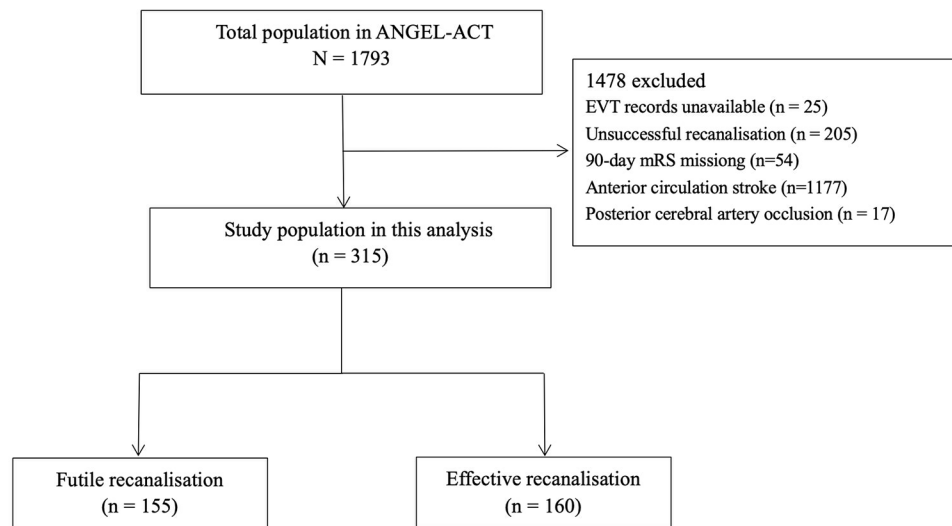 Total population in ANGEL-ACT
N = 1793
1478 excluded
EVT records unavailable (n = 25)
Unsuccessful recanalisation (n = 205)
90-day mRS missiong (n=54)
Anterior circulation stroke (n=1177)
Posterior cerebral artery occlusion (n = 17)
Study population in this analysis
(n = 315)
Futile recanalisation
(n = 155)
Effective recanalisation
(n = 160)